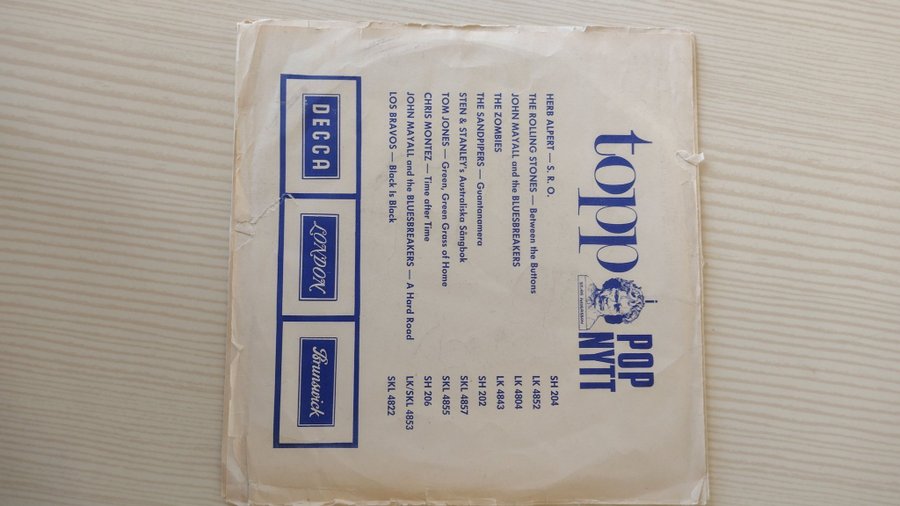 topp i POP NYTT
HERB ALPERT — S. R. O. SH 204
THE ROLLING STONES — Between the Buttons LK 4852
JOHN MAYALL and the BLUESBREAKERS LK 4804
THE ZOMBIES LK 4843
THE SANDPIPERS — Guantanamera SH 202
STEN & STANLEY's Australiska Sångbok SKL 4857
TOM JONES — Green, Green Grass of Home SKL 4855
CHRIS MONTEZ — Time after Time SH 206
JOHN MAYALL and the BLUESBREAKERS — A Hard Road LK/SKL 4853
LOS BRAVOS — Black Is Black SKL 4822
DECCA LONDON Brunswick